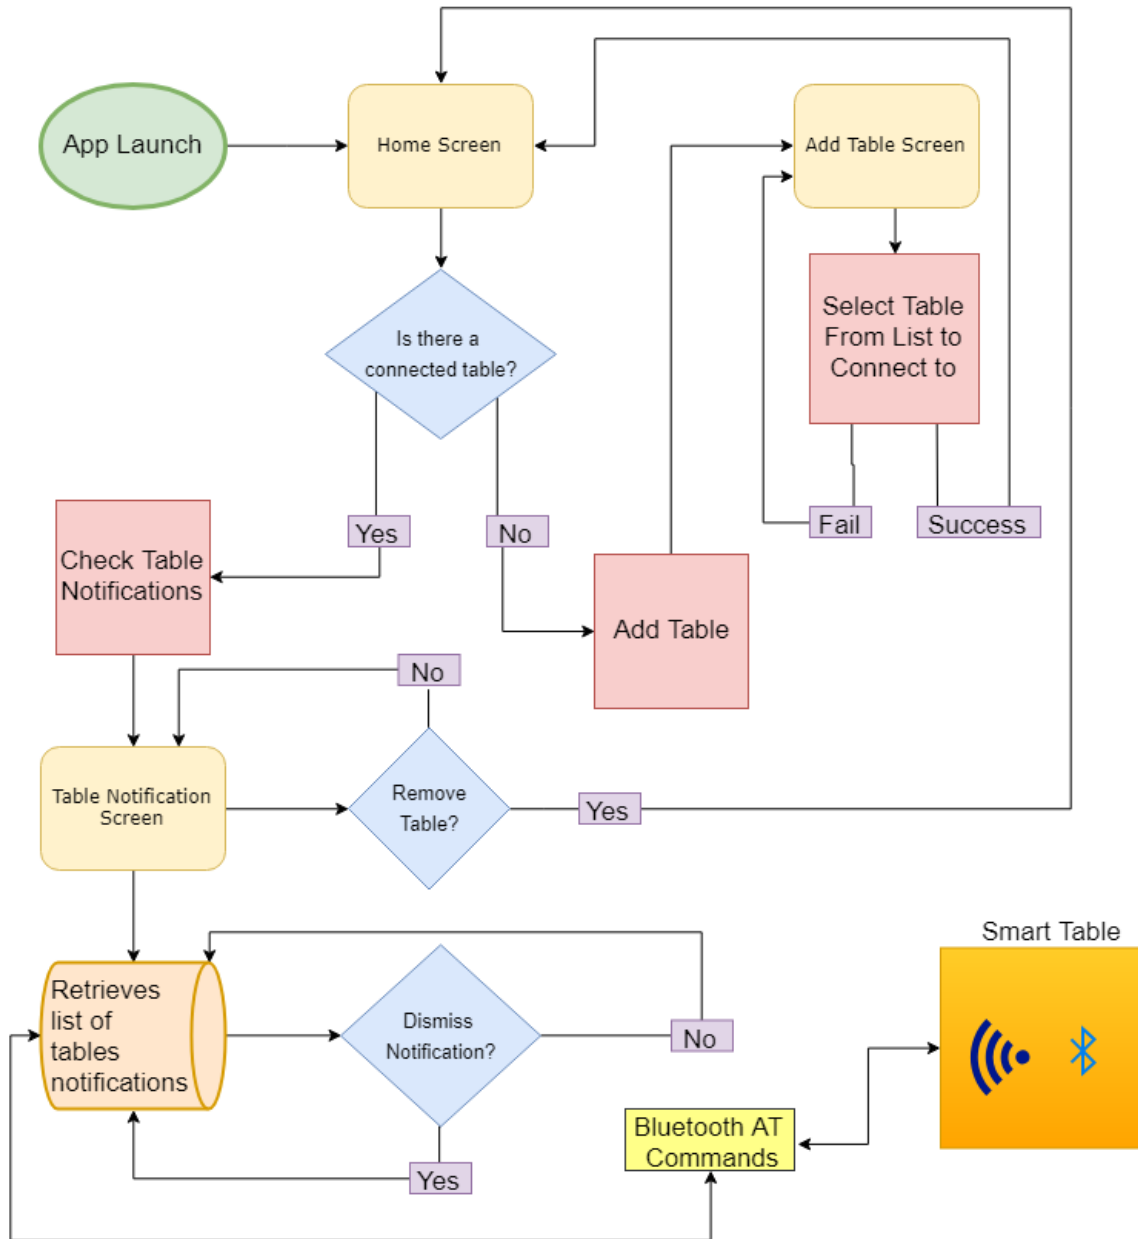 App Launch
Home Screen
Add Table Screen
Is there a
connected table?
Select Table
From List to
Connect to
Yes
No
Fail
Success
Check Table
Notifications
Add Table
No
Table Notification
Screen
Remove
Table?
Yes
Smart Table
Retrieves
list of
tables
notifications
Dismiss
Notification?
No
Bluetooth AT
Commands
Yes